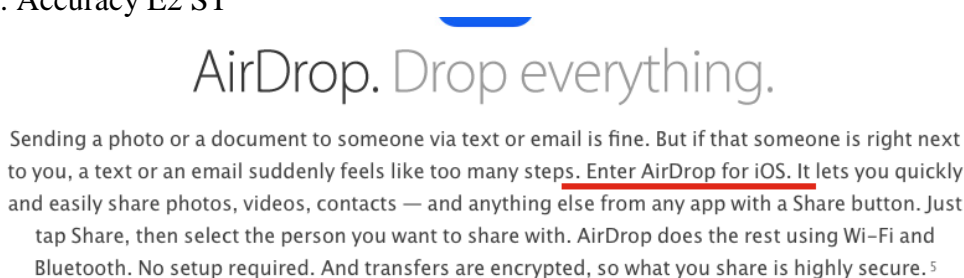 . Accuracy E2 ST
AirDrop. Drop everything.
Sending a photo or a document to someone via text or email is fine. But if that someone is right next
to you, a text or an email suddenly feels like too many steps. Enter AirDrop for iOS. It lets you quickly
and easily share photos, videos, contacts — and anything else from any app with a Share button. Just
tap Share, then select the person you want to share with. AirDrop does the rest using Wi-Fi and
Bluetooth. No setup required. And transfers are encrypted, so what you share is highly secure. 5